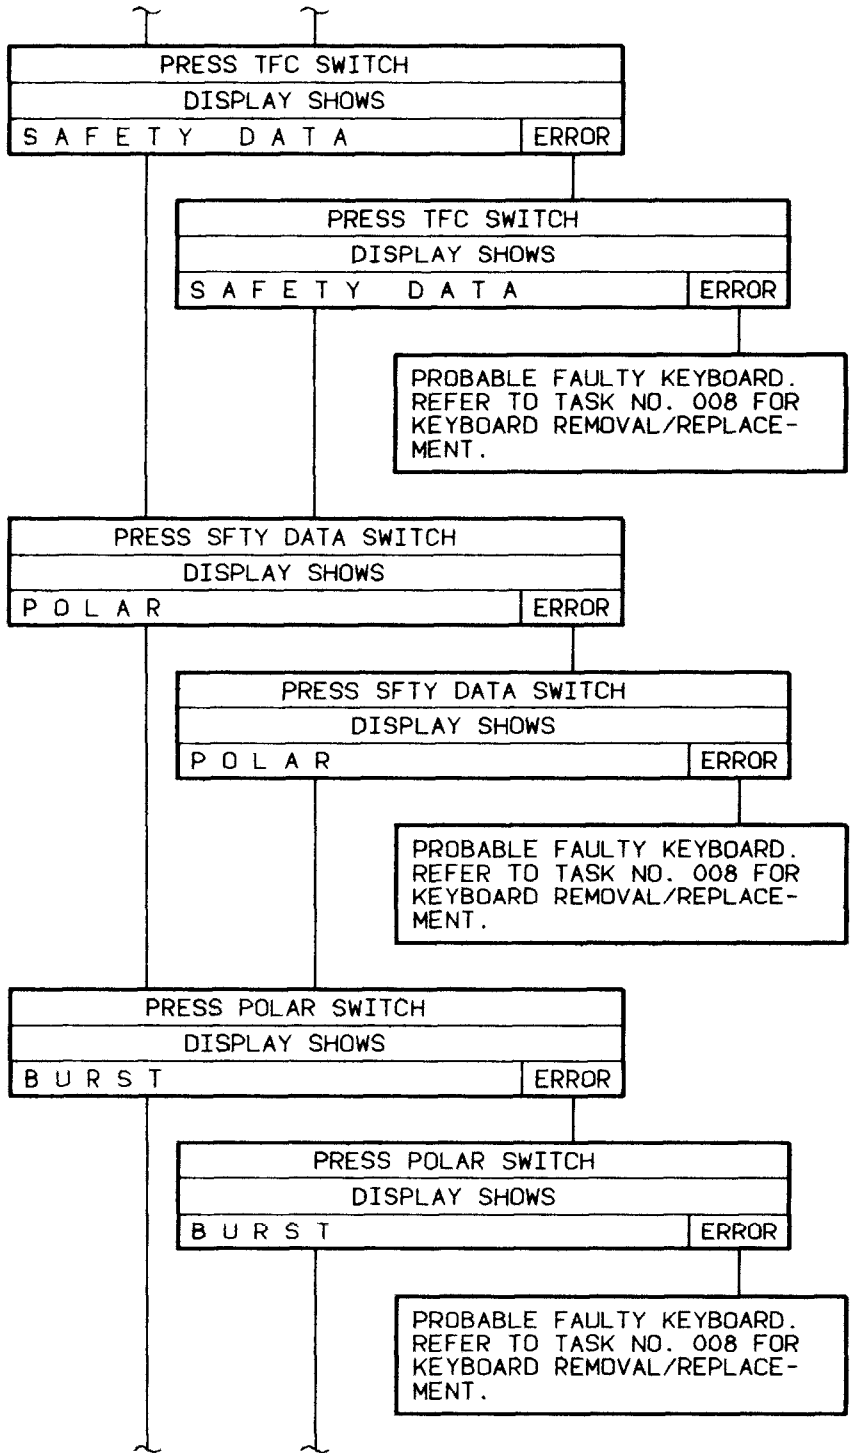 PRESS TFC SWITCH
DISPLAY SHOWS
S A F E T Y   D A T A   ERROR
PRESS TFC SWITCH
DISPLAY SHOWS
S A F E T Y   D A T A   ERROR
PROBABLE FAULTY KEYBOARD.
REFER TO TASK NO. 008 FOR
KEYBOARD REMOVAL/REPLACE-
MENT.
PRESS SFTY DATA SWITCH
DISPLAY SHOWS
P O L A R   ERROR
PRESS SFTY DATA SWITCH
DISPLAY SHOWS
P O L A R   ERROR
PROBABLE FAULTY KEYBOARD.
REFER TO TASK NO. 008 FOR
KEYBOARD REMOVAL/REPLACE-
MENT.
PRESS POLAR SWITCH
DISPLAY SHOWS
B U R S T   ERROR
PRESS POLAR SWITCH
DISPLAY SHOWS
B U R S T   ERROR
PROBABLE FAULTY KEYBOARD.
REFER TO TASK NO. 008 FOR
KEYBOARD REMOVAL/REPLACE-
MENT.